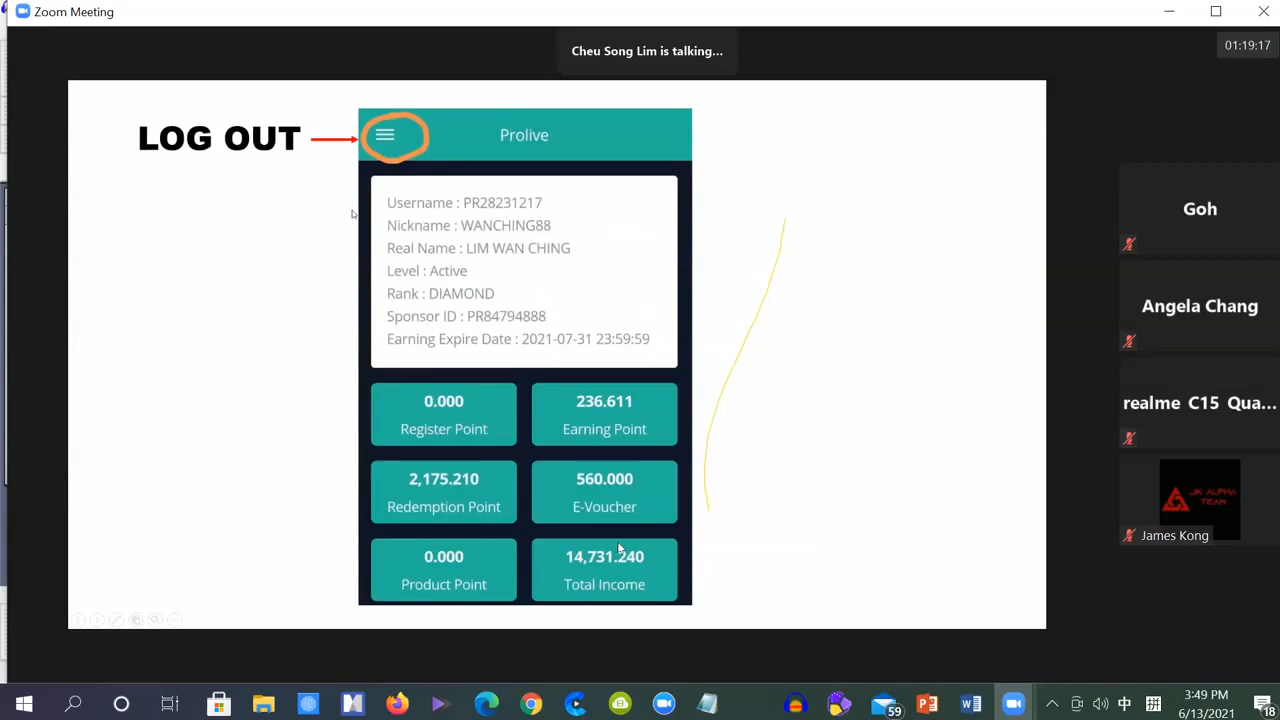 Zoom Meeting
Cheu Song Lim is talking...
01:19:17
LOG OUT
Prolive
Username : PR28231217
Nickname : WANCHING88
Real Name : LIM WAN CHING
Level : Active
Rank : DIAMOND
Sponsor ID : PR84794888
Earning Expire Date : 2021-07-31 23:59:59
0.000
Register Point
236.611
Earning Point
2,175.210
Redemption Point
560.000
E-Voucher
0.000
Product Point
14,731.240
Total Income
Goh
Angela Chang
realme C15 Qua...
JK ALPHA
TEAM
James Kong
59
中
拼
3:49 PM
6/13/2021
18